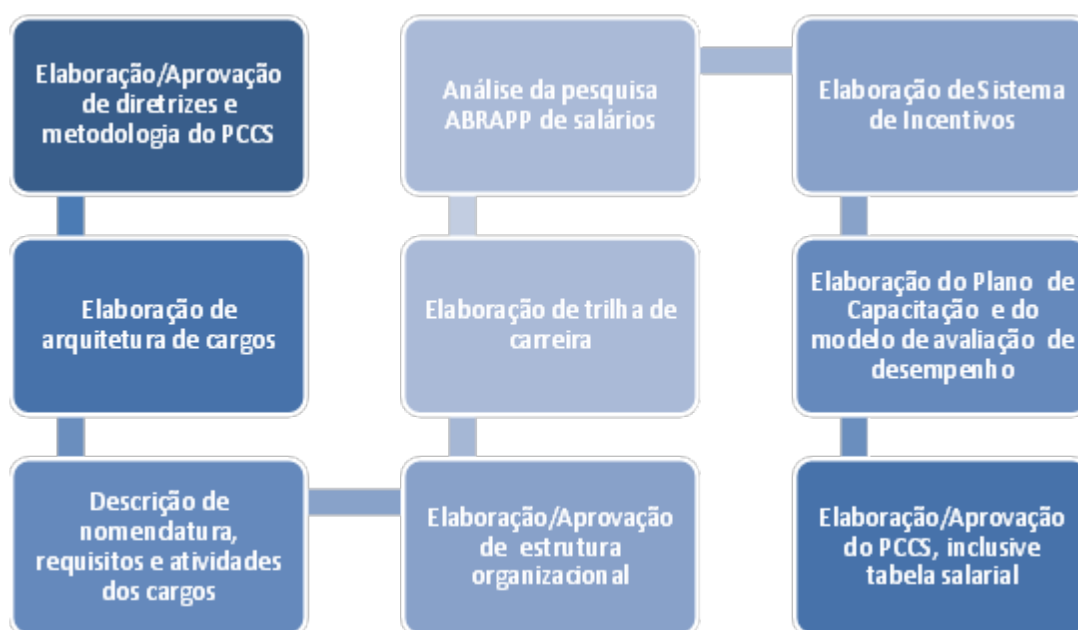 Elaboração/Aprovação
de diretrizes e
metodologia do PCCS
Elaboração de
arquitetura de cargos
Descrição de
nomenclatura,
requisitos e atividades
dos cargos
Elaboração/Aprovação
de estrutura
organizacional
Elaboração de trilha de
carreira
Análise da pesquisa
ABRAPP de salários
Elaboração de Sistema
de Incentivos
Elaboração do Plano de
Capacitação e do
modelo de avaliação de
desempenho
Elaboração/Aprovação
do PCCS, inclusive
tabela salarial